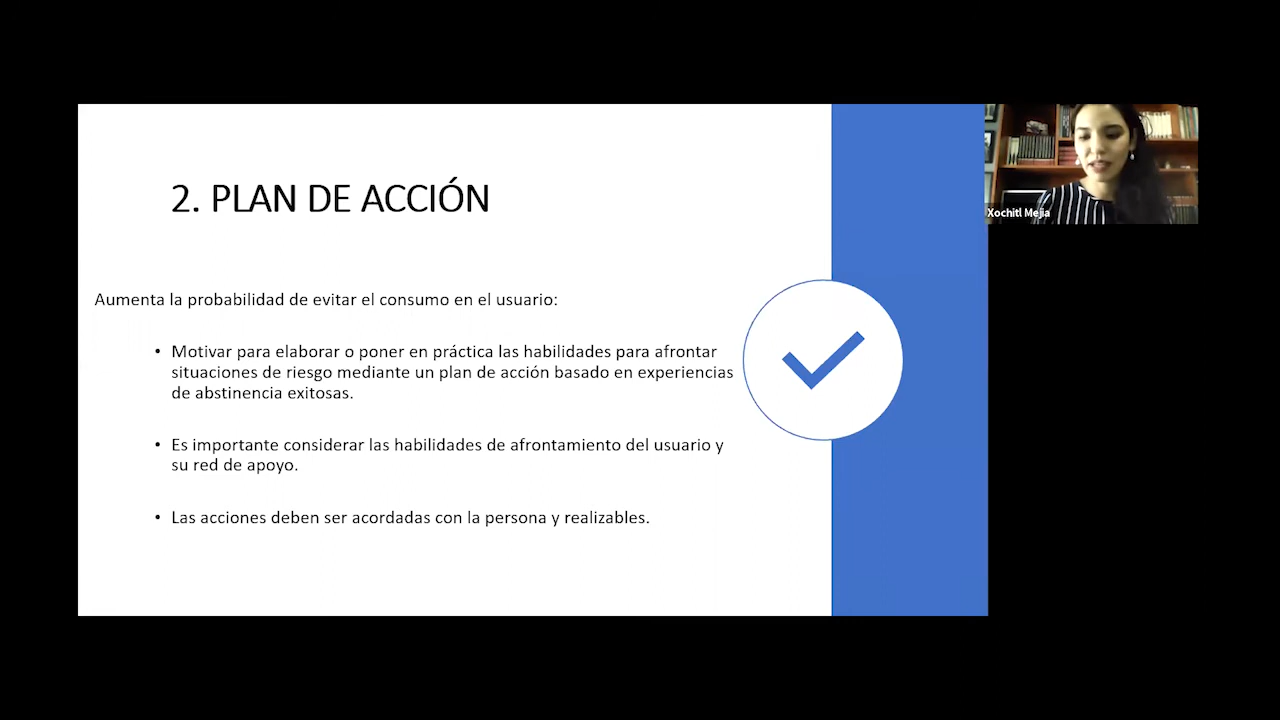 2. PLAN DE ACCIÓN
Aumenta la probabilidad de evitar el consumo en el usuario:
• Motivar para elaborar o poner en práctica las habilidades para afrontar
situaciones de riesgo mediante un plan de acción basado en experiencias
de abstinencia exitosas.
• Es importante considerar las habilidades de afrontamiento del usuario y
su red de apoyo.
• Las acciones deben ser acordadas con la persona y realizables.
Xochitl Mejia